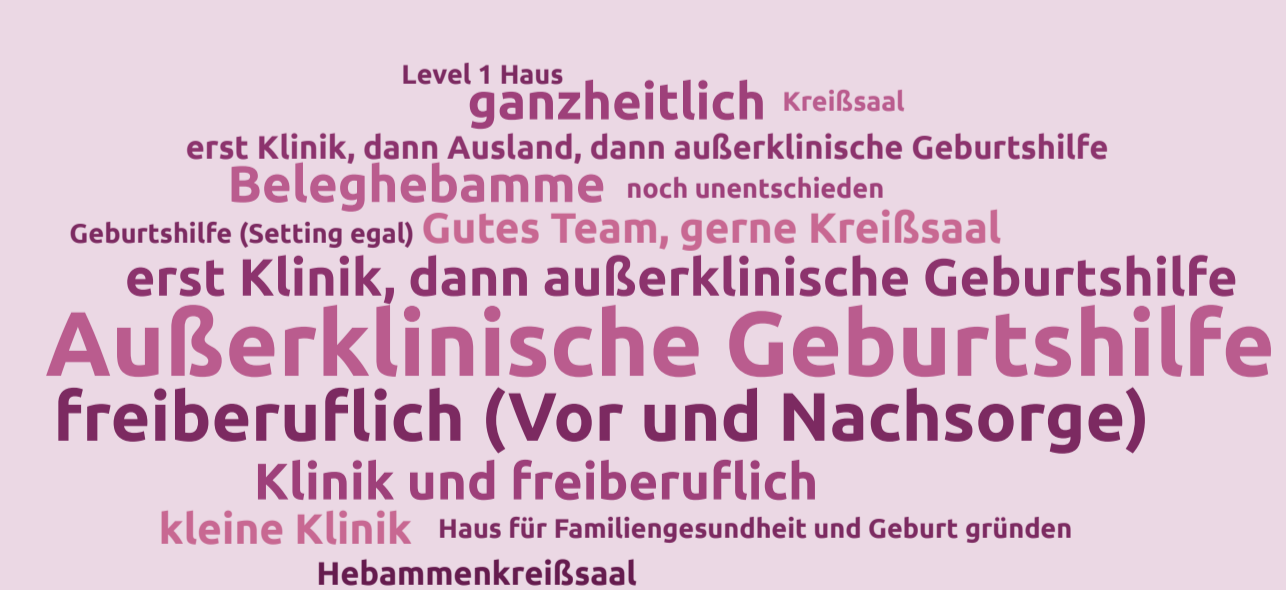 Level 1 Haus
ganzheitlich Kreißsaal
erst Klinik, dann Ausland, dann außerklinische Geburtshilfe
Beleghebamme noch unentschieden
Geburtshilfe (Setting egal) Gutes Team, gerne Kreißsaal
erst Klinik, dann außerklinische Geburtshilfe
Außerklinische Geburtshilfe
freiberuflich (Vor und Nachsorge)
Klinik und freiberuflich
kleine Klinik Haus für Familiengesundheit und Geburt gründen
Hebammenkreißsaal